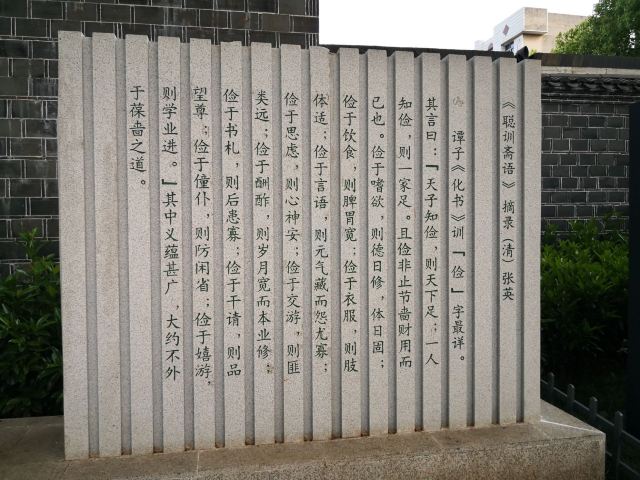 《聪训斋语》摘录（清）张英
谭子《化书》训「俭」字最详。
其言曰：『天子知俭，则天下足；一人
知俭，则一家足。且俭非止节啬财用而
已也。俭于嗜欲，则德日修，体日固；
俭于饮食，则脾胃宽；俭于衣服，则肢
体适；俭于言语，则元气藏而怨尤寡；
俭于思虑，则心神安；俭于交游，则匪
类远；俭于酬酢，则岁月宽而本业修；
俭于书札，则后患寡；俭于干请，则品
望尊；俭于僮仆，则防闲省；俭于嬉游，
则学业进。』其中义蕴甚广，大约不外
于葆啬之道。